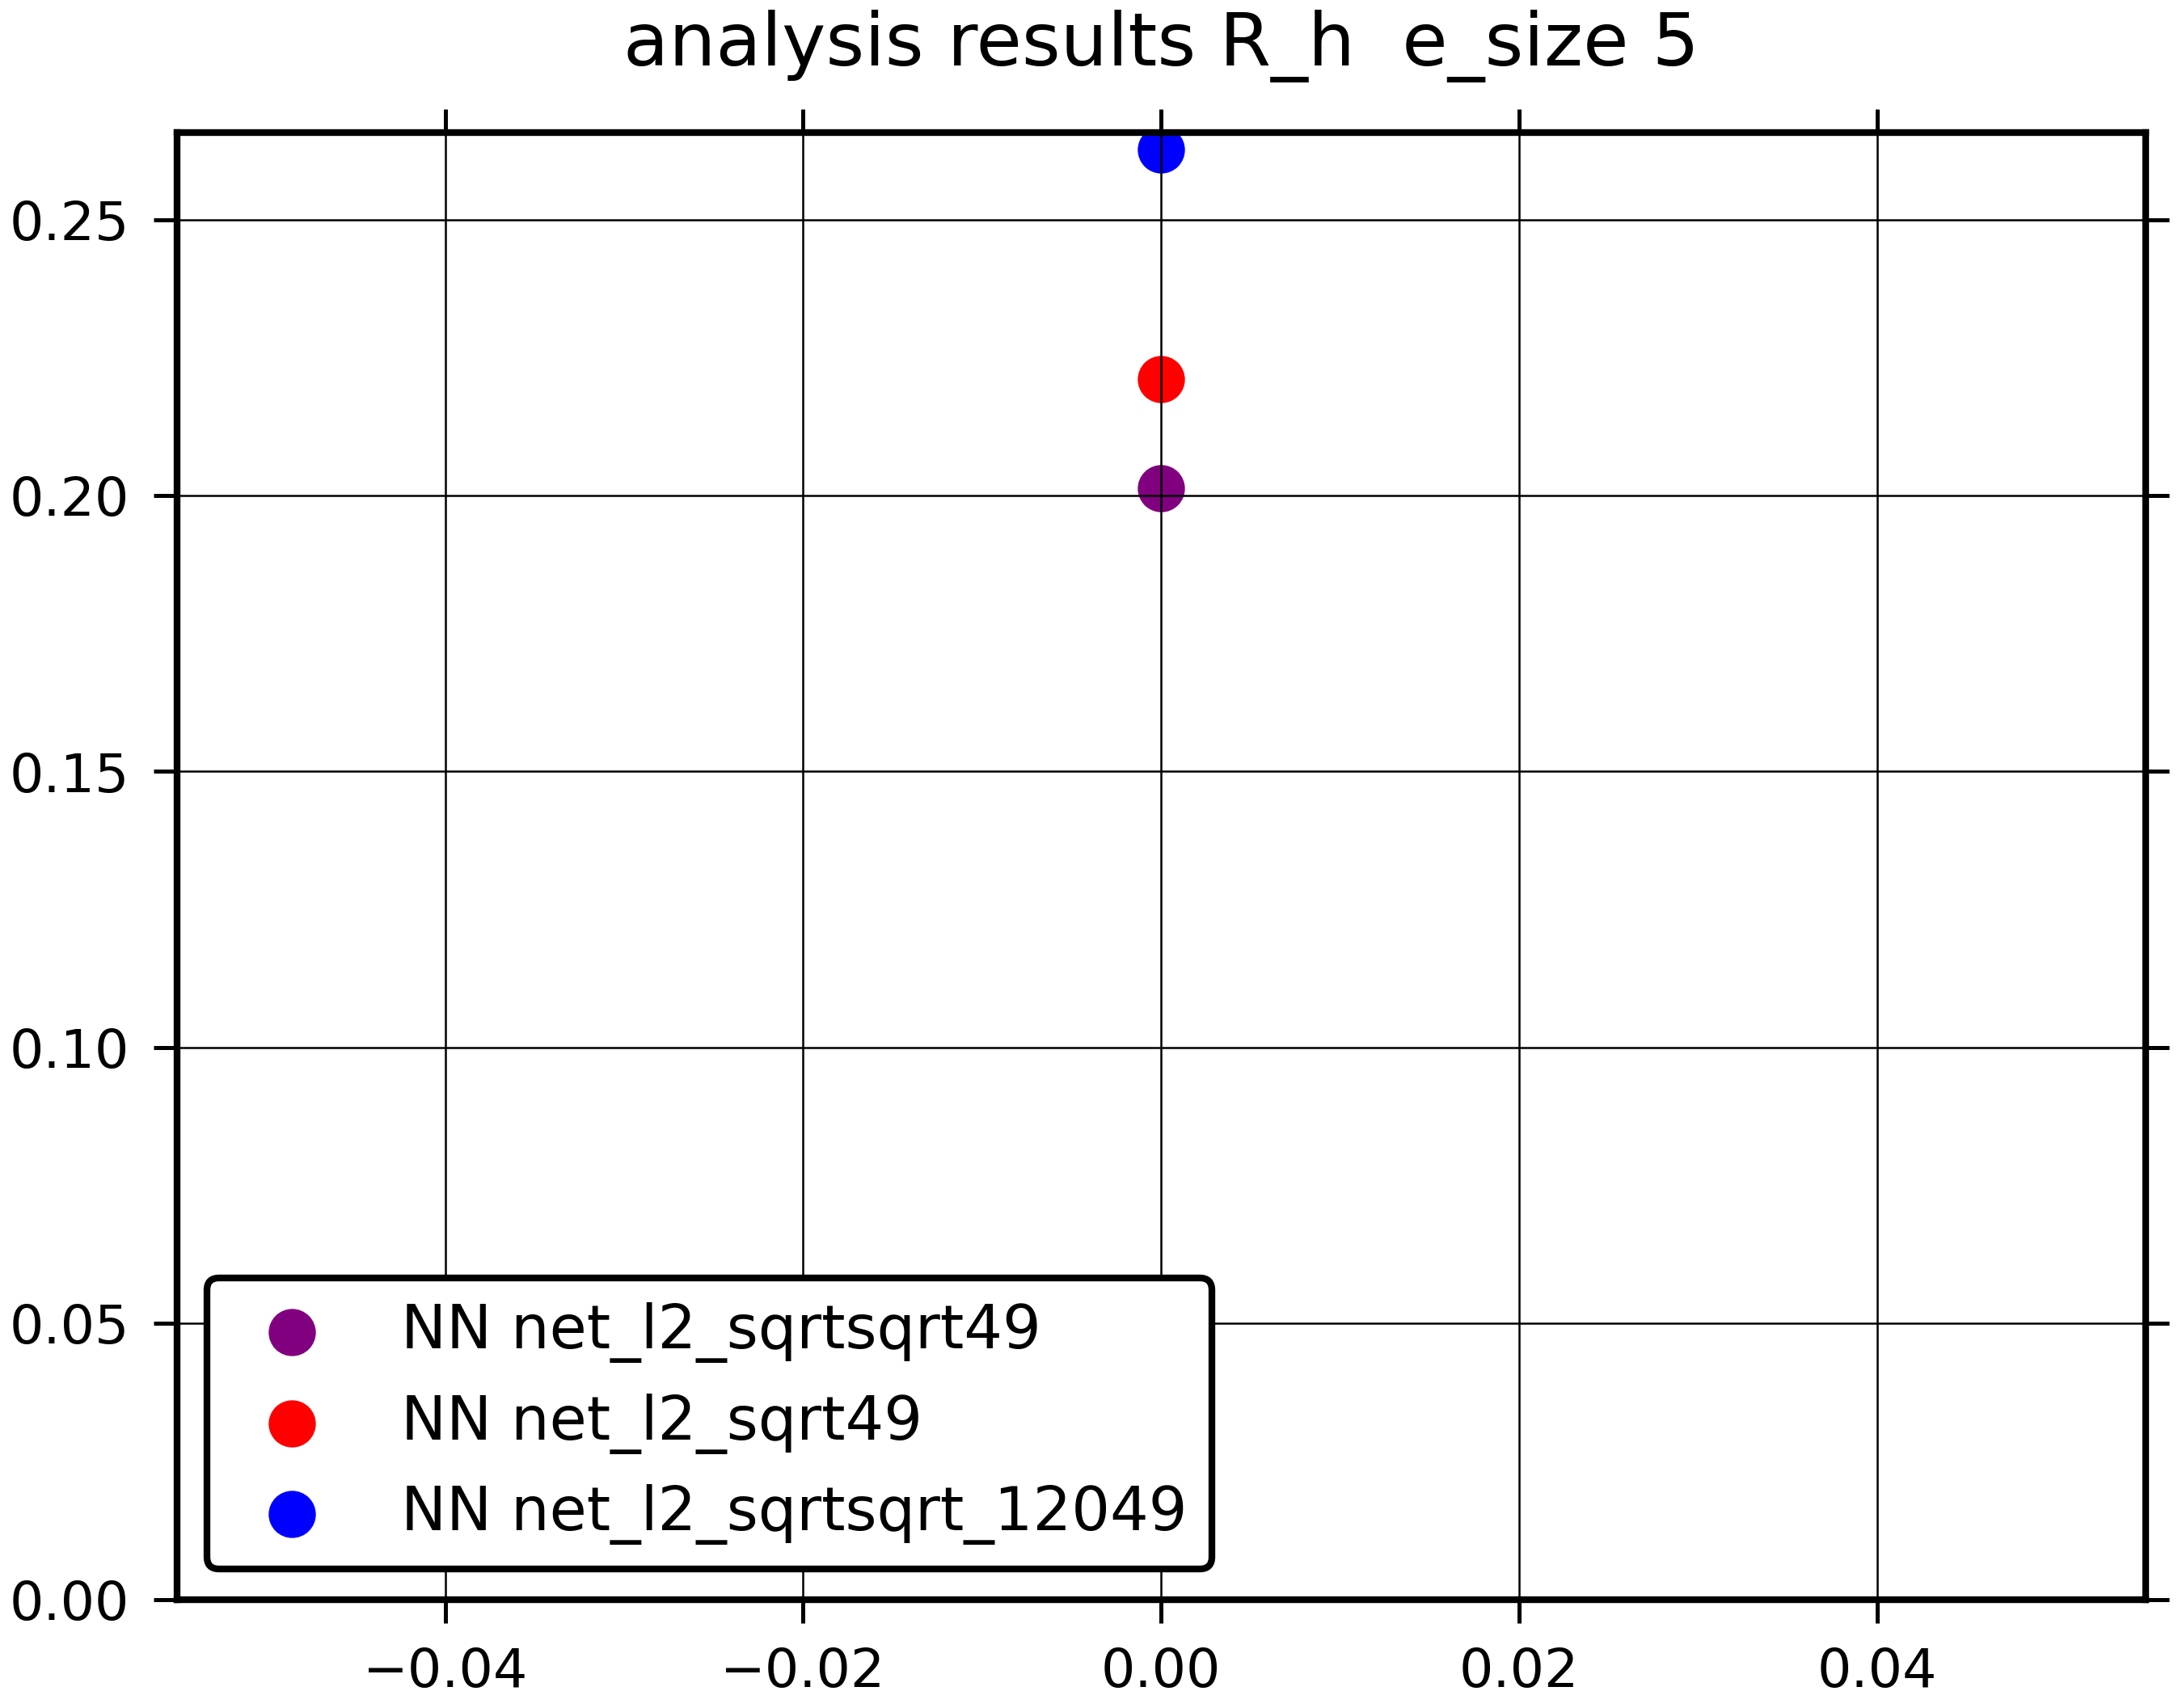 analysis results R_h  e_size 5
0.25
0.20
0.15
0.10
0.05
0.00
NN net_l2_sqrtsqrt49
NN net_l2_sqrt49
NN net_l2_sqrtsqrt_12049
−0.04 −0.02 0.00 0.02 0.04